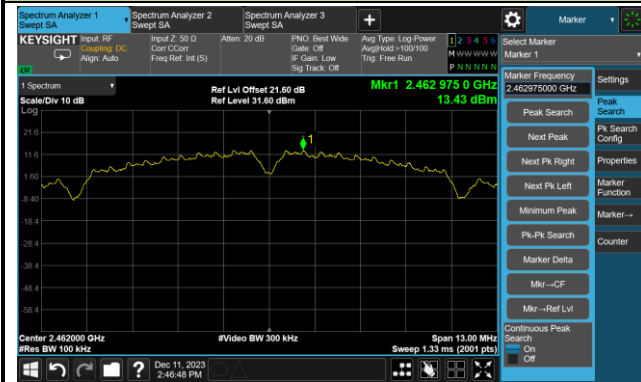 Spectrum Analyzer 1
Swept SA
Spectrum Analyzer 2
Swept SA
Spectrum Analyzer 3
Swept SA
+
Marker
KEYSIGHT
Input: RF
Coupling: DC
Align: Auto
Input Z: 50 Ω
Corr CCorr
Freq Ref: Int (S)
Atten: 20 dB
PNO: Best Wide
Gate: Off
IF Gain: Low
Sig Track: Off
Avg Type: Log-Power
Avg|Hold:>100/100
Trig: Free Run
1 2 3 4 5 6
M W W W W W
P N N N N N
Select Marker
Marker 1
1 Spectrum
Scale/Div 10 dB
Log
Ref Lvl Offset 21.60 dB
Ref Level 31.60 dBm
Mkr1 2.462 975 0 GHz
13.43 dBm
21.6
11.6
1.60
-8.40
-18.4
-28.4
-38.4
-48.4
-58.4
1
Center 2.462000 GHz
#Res BW 100 kHz
#Video BW 300 kHz
Span 13.00 MHz
Sweep 1.33 ms (2001 pts)
Marker Frequency
2.462975000 GHz
Peak Search
Next Peak
Next Pk Right
Next Pk Left
Minimum Peak
Pk-Pk Search
Marker Delta
Mkr→CF
Mkr→Ref Lvl
Continuous Peak
Search
On
Off
Settings
Peak
Search
Pk Search
Config
Properties
Marker
Function
Marker→
Counter
?
Dec 11, 2023
2:46:48 PM